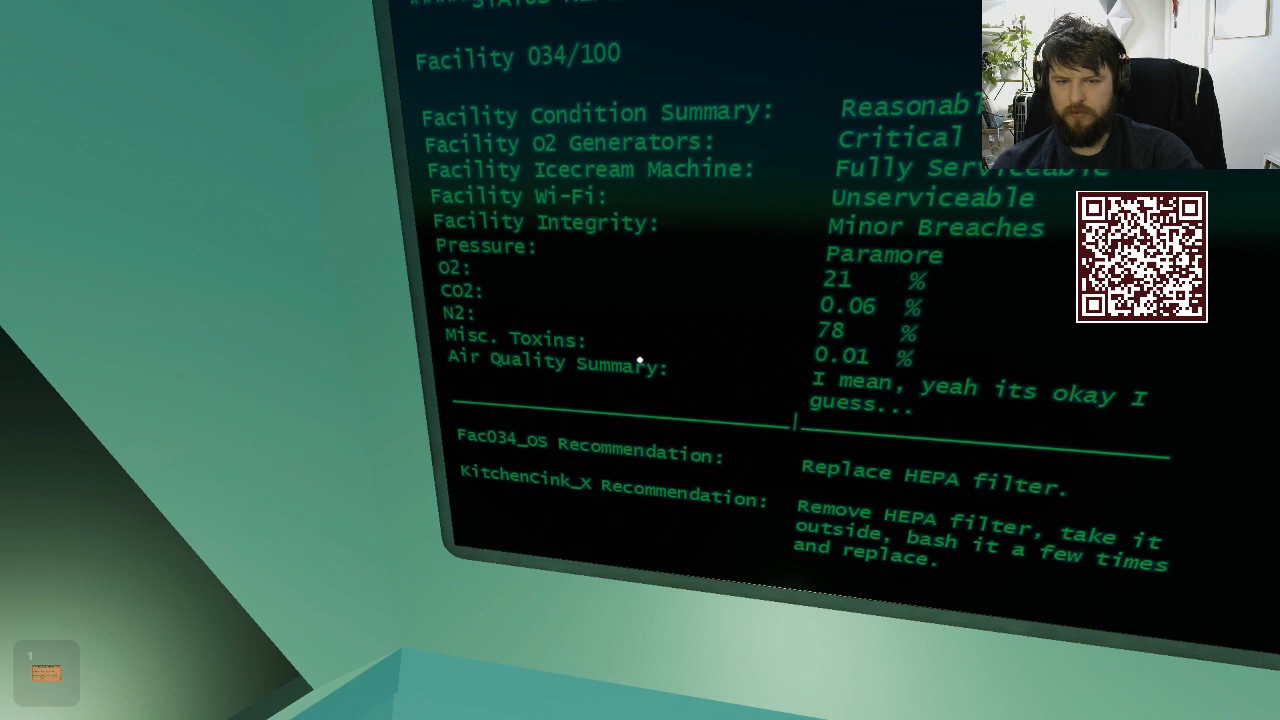 Facility 034/100
Facility Condition Summary: Reasonabl
Facility O2 Generators: Critical
Facility Icecream Machine: Fully Serviceable
Facility Wi-Fi: Unserviceable
Facility Integrity: Minor Breaches
Pressure: Paramore
O2: 21 %
CO2: 0.06 %
N2: 78 %
Misc. Toxins: 0.01 %
Air Quality Summary: I mean, yeah its okay I
guess...
Fac034_OS Recommendation: Replace HEPA filter.
KitchenCink_X Recommendation: Remove HEPA filter, take it
outside, bash it a few times
and replace.
1